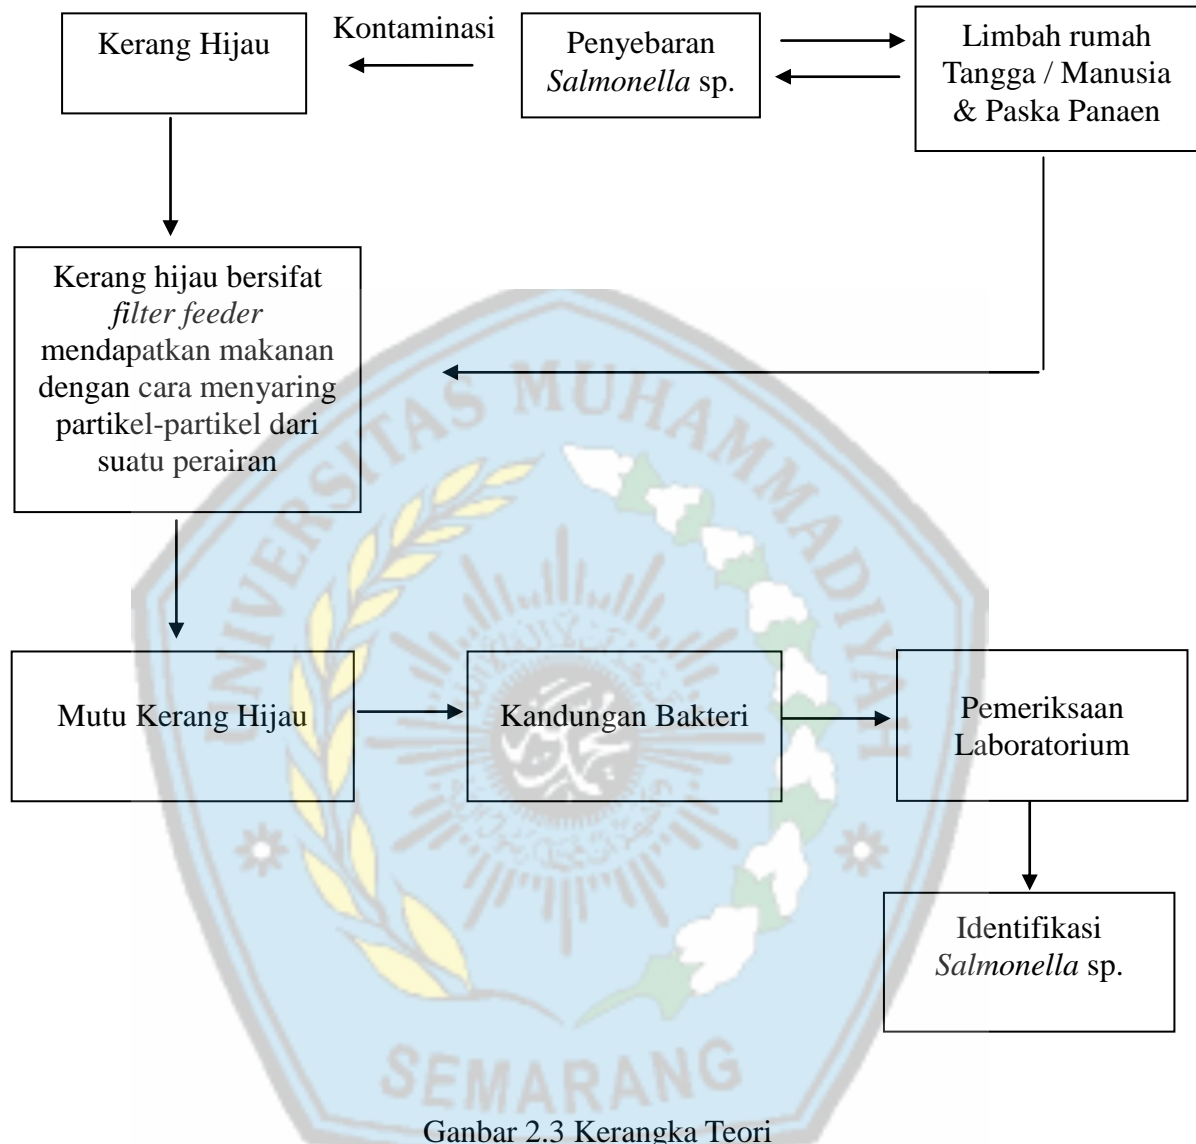 Kerang Hijau
Kontaminasi
Penyebaran
Salmonella sp.
Limbah rumah
Tangga / Manusia
& Paska Panaen
Kerang hijau bersifat
filter feeder
mendapatkan makanan
dengan cara menyaring
partikel-partikel dari
suatu perairan
UNIVERSITAS MUHAMMADIYAH
Mutu Kerang Hijau
Kandungan Bakteri
Pemeriksaan
Laboratorium
Identifikasi
Salmonella sp.
SEMARANG
Ganbar 2.3 Kerangka Teori